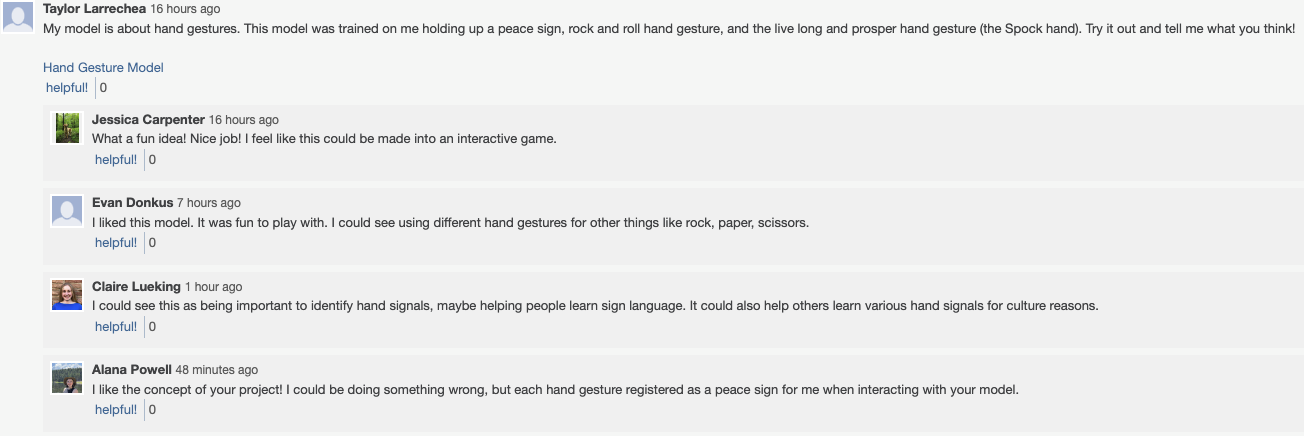 Taylor Larrechea 16 hours ago
My model is about hand gestures. This model was trained on me holding up a peace sign, rock and roll hand gesture, and the live long and prosper hand gesture (the Spock hand). Try it out and tell me what you think!
Hand Gesture Model
helpful! 0
Jessica Carpenter 16 hours ago
What a fun idea! Nice job! I feel like this could be made into an interactive game.
helpful! 0
Evan Donkus 7 hours ago
I liked this model. It was fun to play with. I could see using different hand gestures for other things like rock, paper, scissors.
helpful! 0
Claire Lueking 1 hour ago
I could see this as being important to identify hand signals, maybe helping people learn sign language. It could also help others learn various hand signals for culture reasons.
helpful! 0
Alana Powell 48 minutes ago
I like the concept of your project! I could be doing something wrong, but each hand gesture registered as a peace sign for me when interacting with your model.
helpful! 0